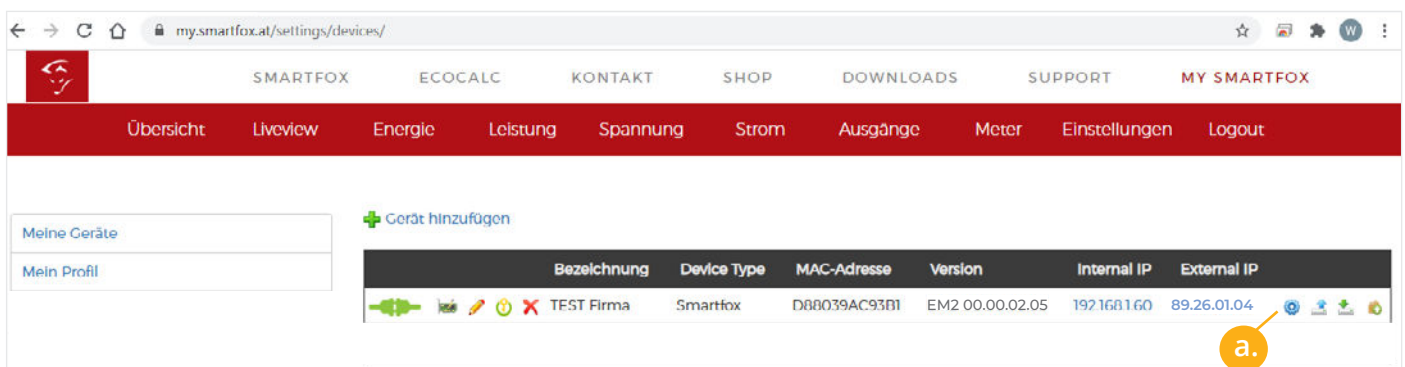 my.smartfox.at/settings/devices/
W
SMARTFOX ECOCALC KONTAKT SHOP DOWNLOADS SUPPORT MY SMARTFOX
Übersicht Liveview Energie Leistung Spannung Strom Ausgänge Meter Einstellungen Logout
Gerät hinzufügen
Meine Geräte
Mein Profil
Bezeichnung Device Type MAC-Adresse Version Internal IP External IP
TEST Firma Smartfox D88039AC93B1 EM2 00.00.02.05 192.168.1.60 89.26.01.04
a.